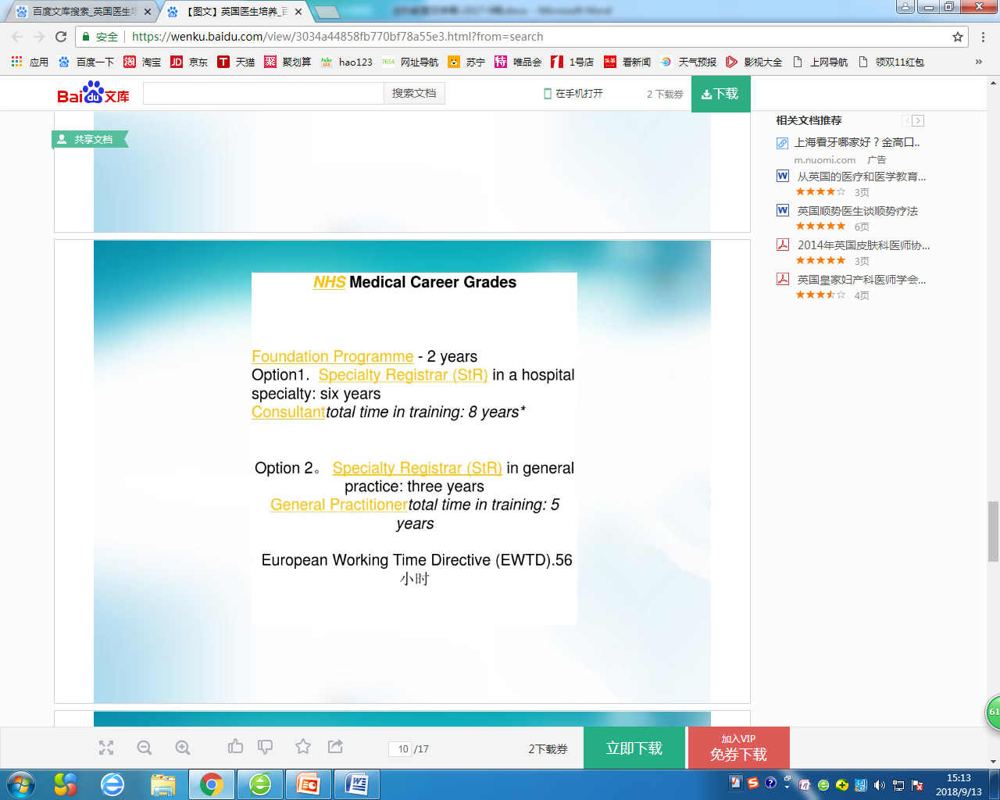 百度文库搜索_英国医生培
【图文】英国医生培养_百
安全 https://wenku.baidu.com/view/3034a44858fb770bf78a55e3.html?from=search
应用 百度一下 淘宝 京东 天猫 聚划算 hao123 网址导航 苏宁 唯品会 1号店 看新闻 天气预报 影视大全 上网导航 领双11红包 »
Bai du 文库 搜索文档 在手机打开 2 下载券 下载
共享文档
相关文档推荐
上海看牙哪家好？金高口..
m.nuomi.com 广告
从英国的医疗和医学教育...
3页
英国顺势医生谈顺势疗法
6页
2014年英国皮肤科医师协...
3页
英国皇家妇产科医师学会...
4页
NHS Medical Career Grades
Foundation Programme - 2 years
Option1. Specialty Registrar (StR) in a hospital
specialty: six years
Consultanttotal time in training: 8 years*
Option 2。 Specialty Registrar (StR) in general
practice: three years
General Practitionertotal time in training: 5
years
European Working Time Directive (EWTD).56
小时
61
10 /17 2下载券 立即下载
加入VIP
免券下载
15:13
2018/9/13